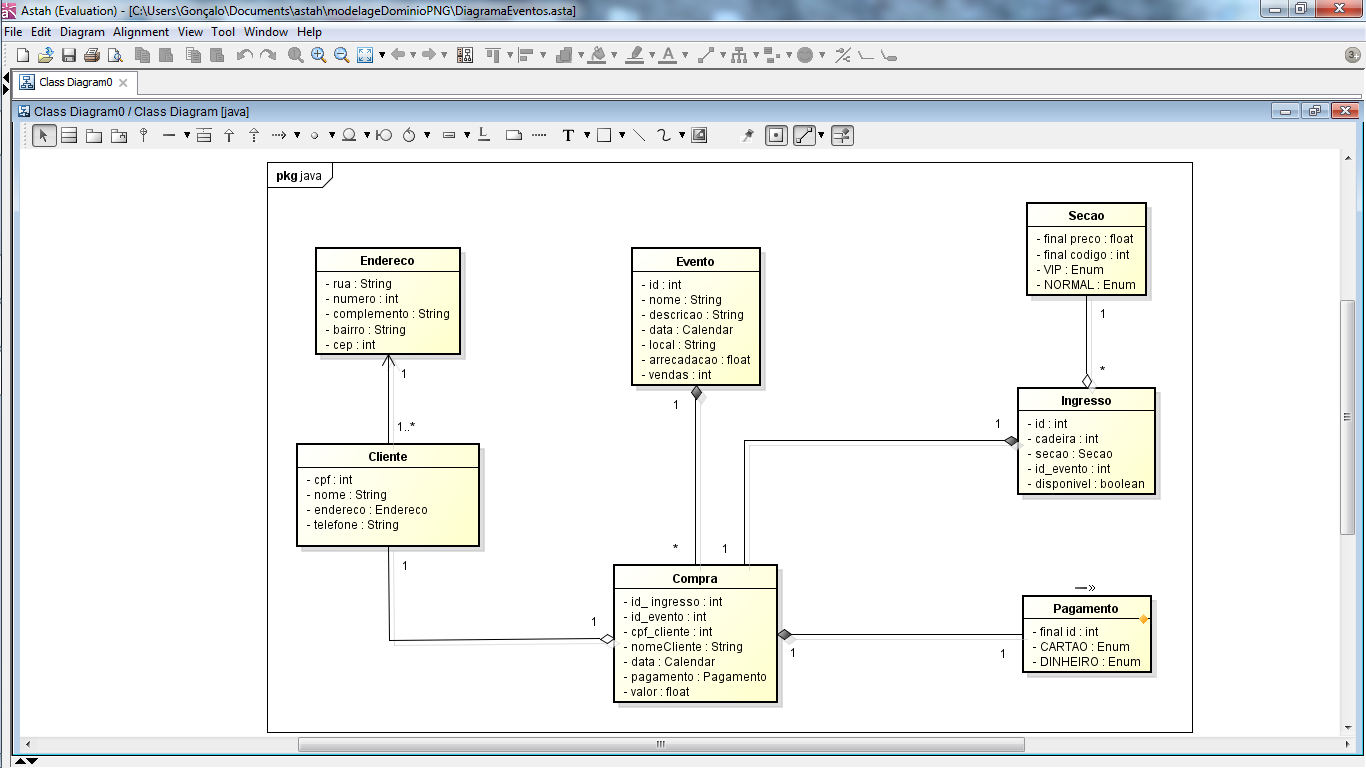 Astah (Evaluation) - [C:\Users\Gonçalo\Documents\astah\modelageDominioPNG\DiagramaEventos.asta]
File Edit Diagram Alignment View Tool Window Help
Class Diagram0
Class Diagram0 / Class Diagram [java]
pkg java
Endereco
- rua : String
- numero : int
- complemento : String
- bairro : String
- cep : int
1
1..*
Cliente
- cpf : int
- nome : String
- endereco : Endereco
- telefone : String
1
1
Evento
- id : int
- nome : String
- descricao : String
- data : Calendar
- local : String
- arrecadacao : float
- vendas : int
1
*
Secao
- final preco : float
- final codigo : int
- VIP : Enum
- NORMAL : Enum
1
*
Ingresso
- id : int
- cadeira : int
- secao : Secao
- id_evento : int
- disponivel : boolean
1
1
Compra
- id_ ingresso : int
- id_evento : int
- cpf_cliente : int
- nomeCliente : String
- data : Calendar
- pagamento : Pagamento
- valor : float
1
1
Pagamento
- final id : int
- CARTAO : Enum
- DINHEIRO : Enum